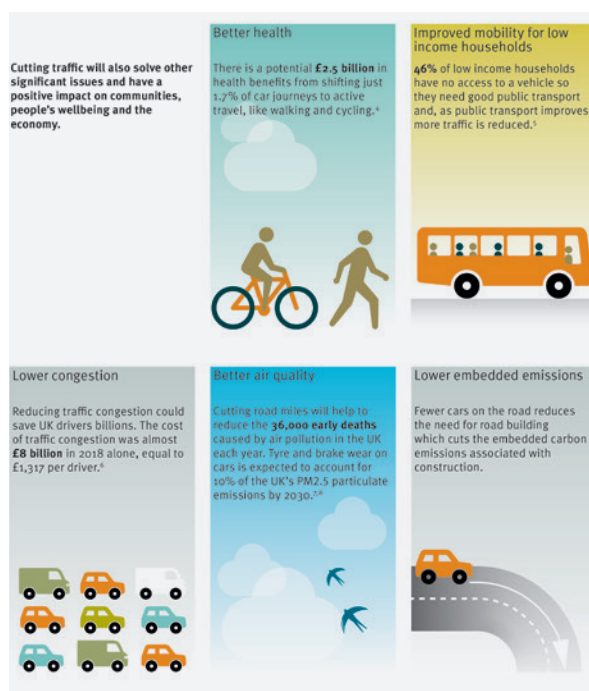 Cutting traffic will also solve other
significant issues and have a
positive impact on communities,
people's wellbeing and the
economy.
Better health
There is a potential £2.5 billion in
health benefits from shifting just
1.7% of car journeys to active
travel, like walking and cycling.⁴
Improved mobility for low
income households
46% of low income households
have no access to a vehicle so
they need good public transport
and, as public transport improves
more traffic is reduced.⁵
Lower congestion
Reducing traffic congestion could
save UK drivers billions. The cost
of traffic congestion was almost
£8 billion in 2018 alone, equal to
£1,317 per driver.⁶
Better air quality
Cutting road miles will help to
reduce the 36,000 early deaths
caused by air pollution in the UK
each year. Tyre and brake wear on
cars is expected to account for
10% of the UK's PM2.5 particulate
emissions by 2030.⁷,⁸
Lower embedded emissions
Fewer cars on the road reduces
the need for road building
which cuts the embedded carbon
emissions associated with
construction.